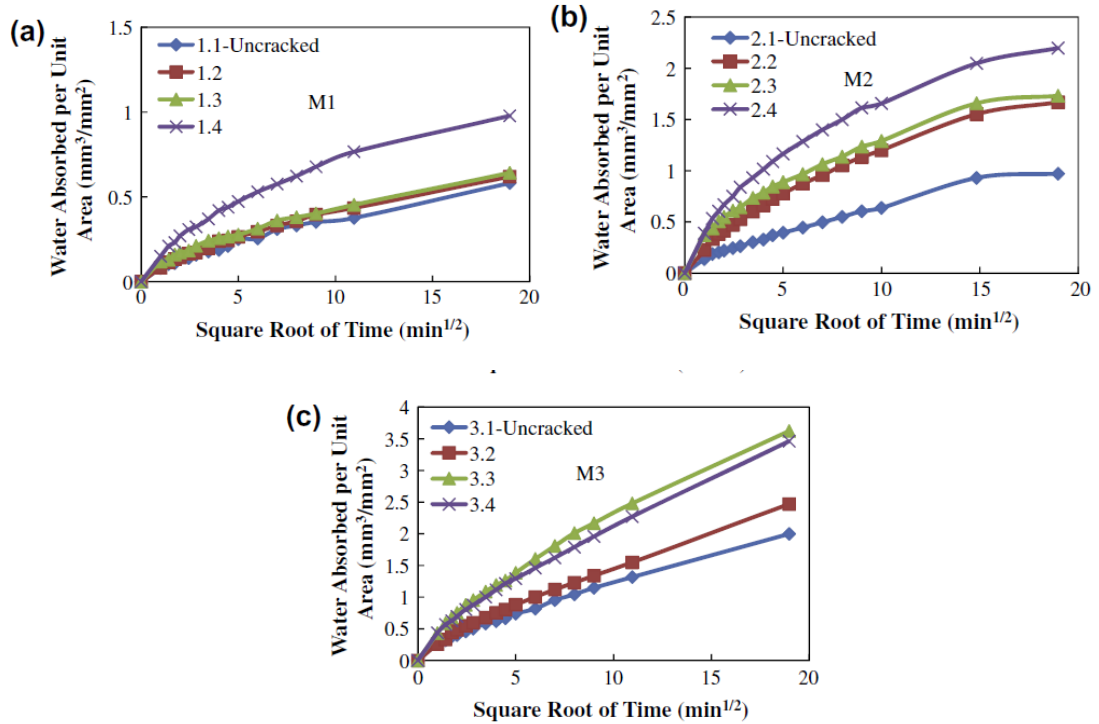 (a)
Water Absorbed per Unit
Area (mm³/mm²)
1.5
1
0.5
0
1.1-Uncracked
1.2
1.3
1.4
M1
0 5 10 15 20
Square Root of Time (min^1/2)
(b)
Water Absorbed per Unit
Area (mm³/mm²)
2.5
2
1.5
1
0.5
0
2.1-Uncracked
2.2
2.3
2.4
M2
0 5 10 15 20
Square Root of Time (min^1/2)
(c)
Water Absorbed per Unit
Area (mm³/mm²)
4
3.5
3
2.5
2
1.5
1
0.5
0
3.1-Uncracked
3.2
3.3
3.4
M3
0 5 10 15 20
Square Root of Time (min^1/2)